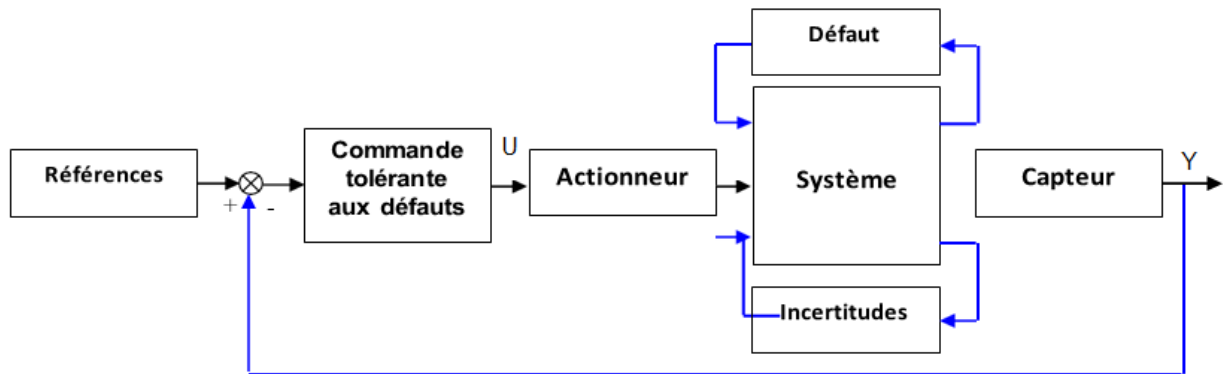 Défaut
Références
+
-
Commande
tolérante
aux défauts
U
Actionneur
Système
Capteur
Y
Incertitudes